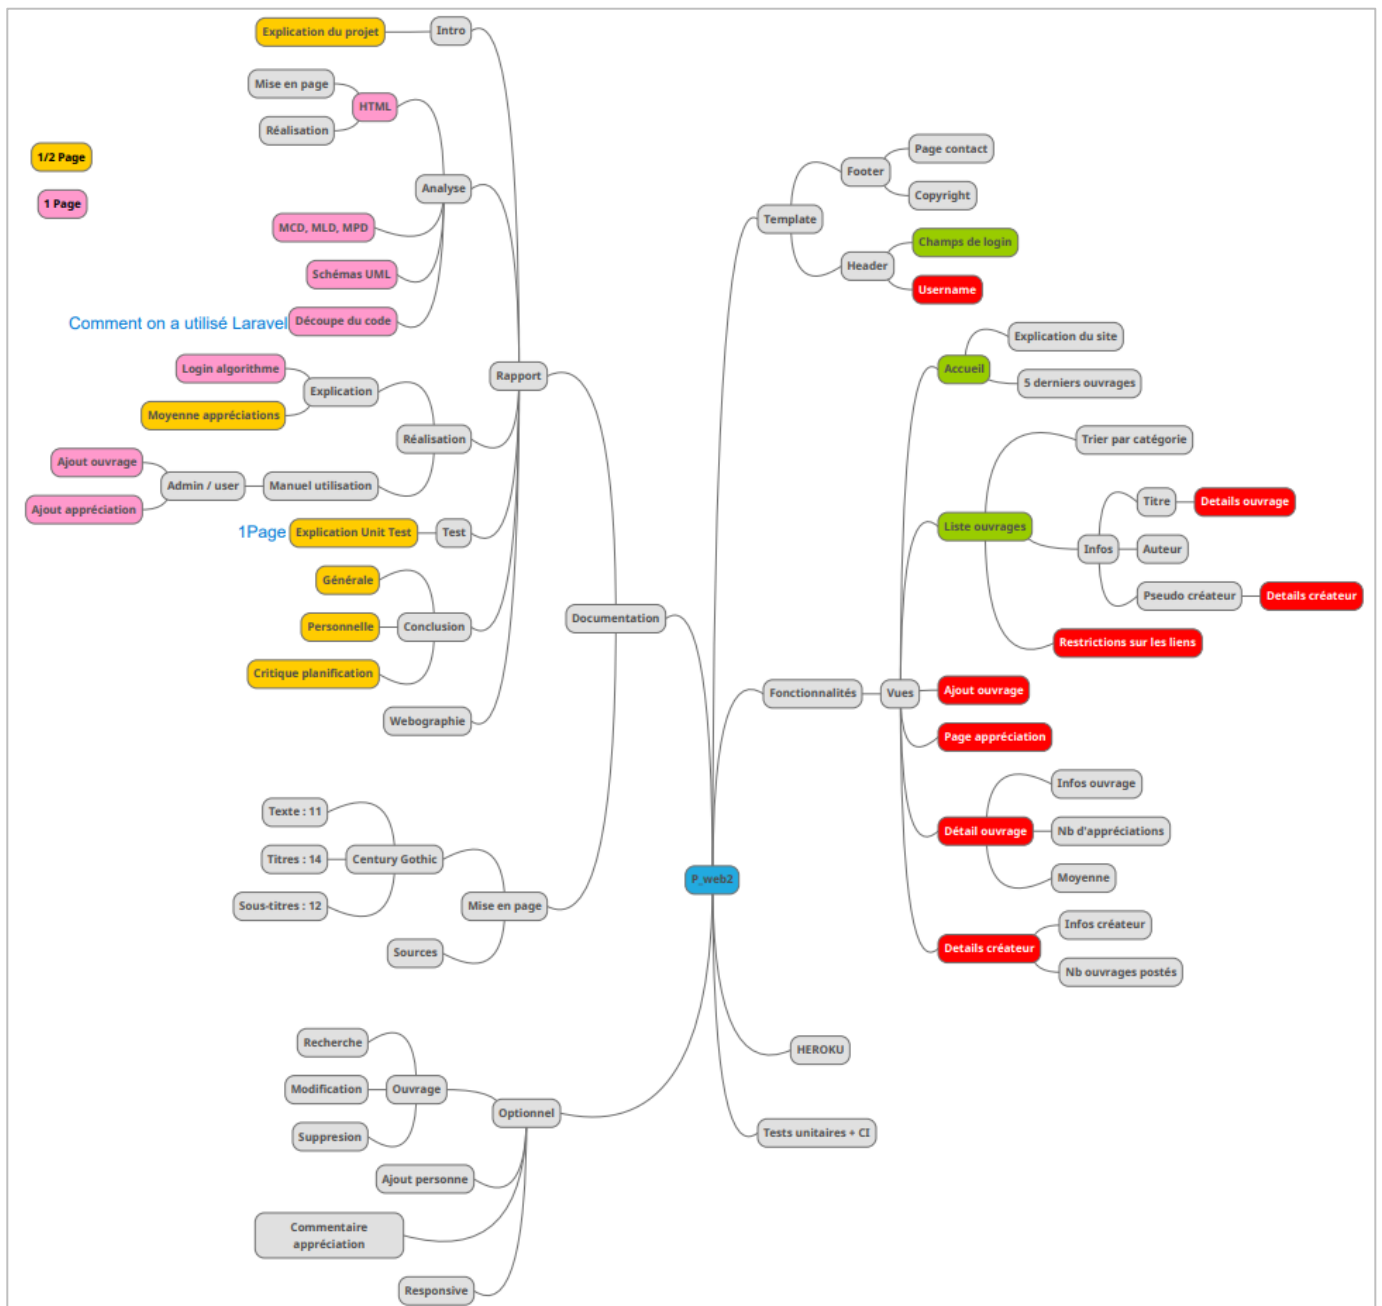 Explication du projet
Intro
Mise en page
HTML
Réalisation
1/2 Page
1 Page
Analyse
MCD, MLD, MPD
Schémas UML
Comment on a utilisé Laravel
Découpe du code
Login algorithme
Explication
Moyenne appréciations
Rapport
Réalisation
Ajout ouvrage
Admin / user
Manuel utilisation
Ajout appréciation
1Page
Explication Unit Test
Test
Générale
Personnelle
Conclusion
Critique planification
Webographie
Documentation
Texte : 11
Titres : 14
Century Gothic
Sous-titres : 12
Mise en page
Sources
Recherche
Modification
Ouvrage
Suppresion
Optionnel
Ajout personne
Commentaire
appréciation
Responsive
P_web2
Template
Footer
Page contact
Copyright
Header
Champs de login
Username
Fonctionnalités
Vues
Accueil
Explication du site
5 derniers ouvrages
Liste ouvrages
Trier par catégorie
Infos
Titre
Details ouvrage
Auteur
Pseudo créateur
Details créateur
Restrictions sur les liens
Ajout ouvrage
Page appréciation
Détail ouvrage
Infos ouvrage
Nb d'appréciations
Moyenne
Details créateur
Infos créateur
Nb ouvrages postés
HEROKU
Tests unitaires + CI